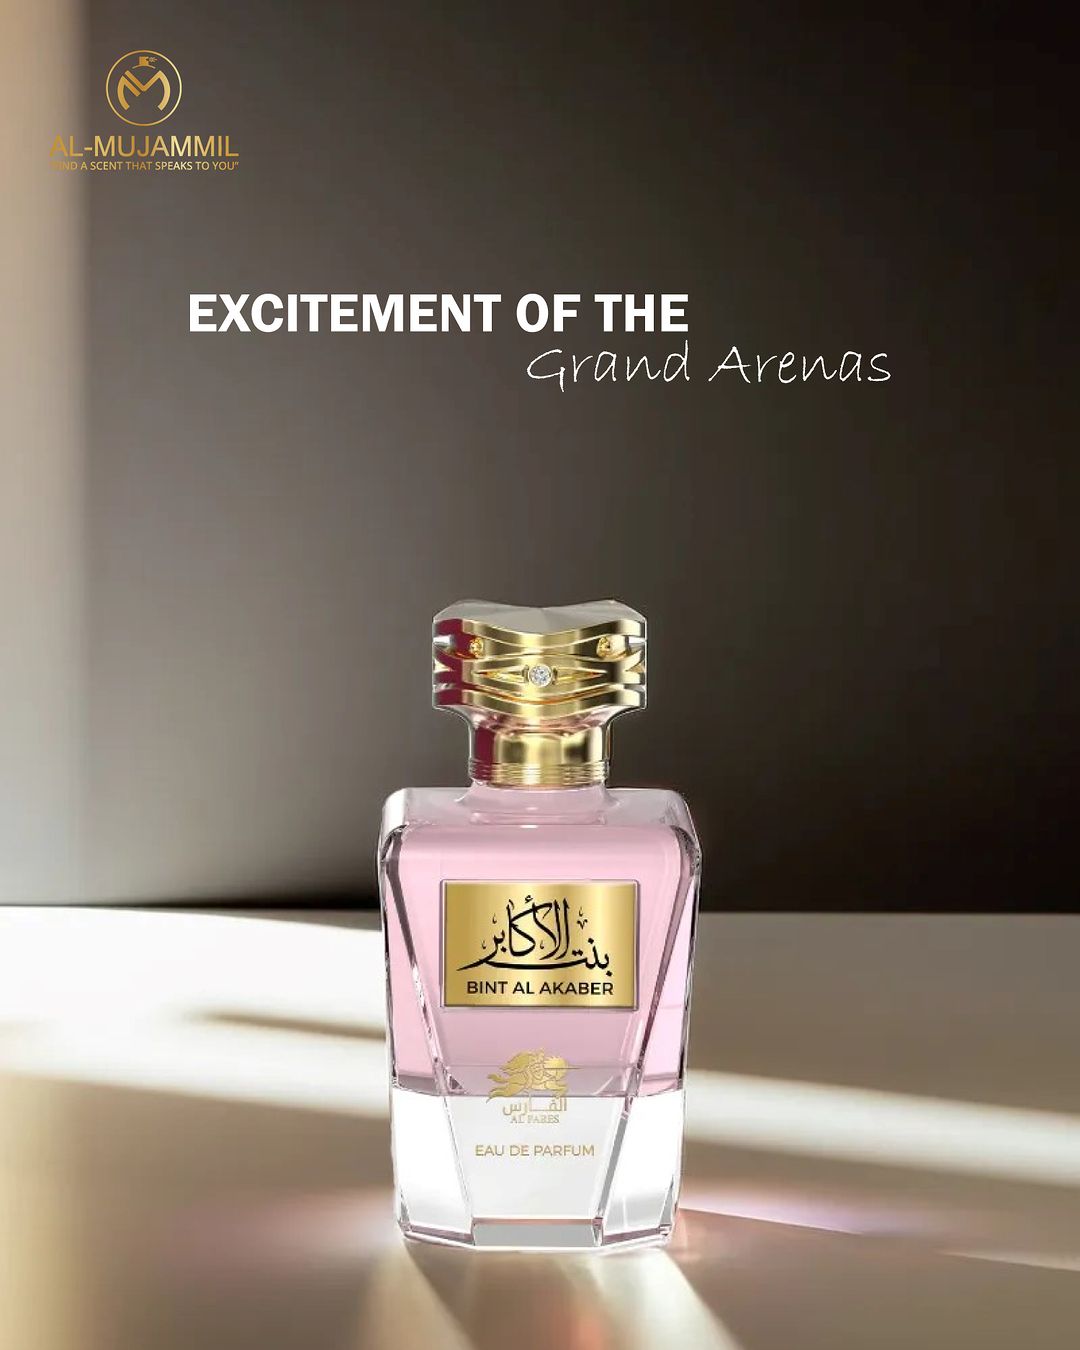 AL-MUJAMMIL
"FIND A SCENT THAT SPEAKS TO YOU"
EXCITEMENT OF THE
Grand Arenas
بنت الأكابر
BINT AL AKABER
الفـارس
AL FARES
EAU DE PARFUM